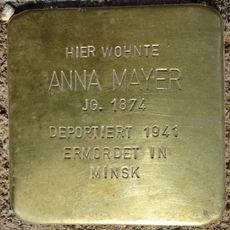 HIER WOHNTE
ANNA MAYER
JG. 1874
DEPORTIERT 1941
ERMORDET IN
MINSK